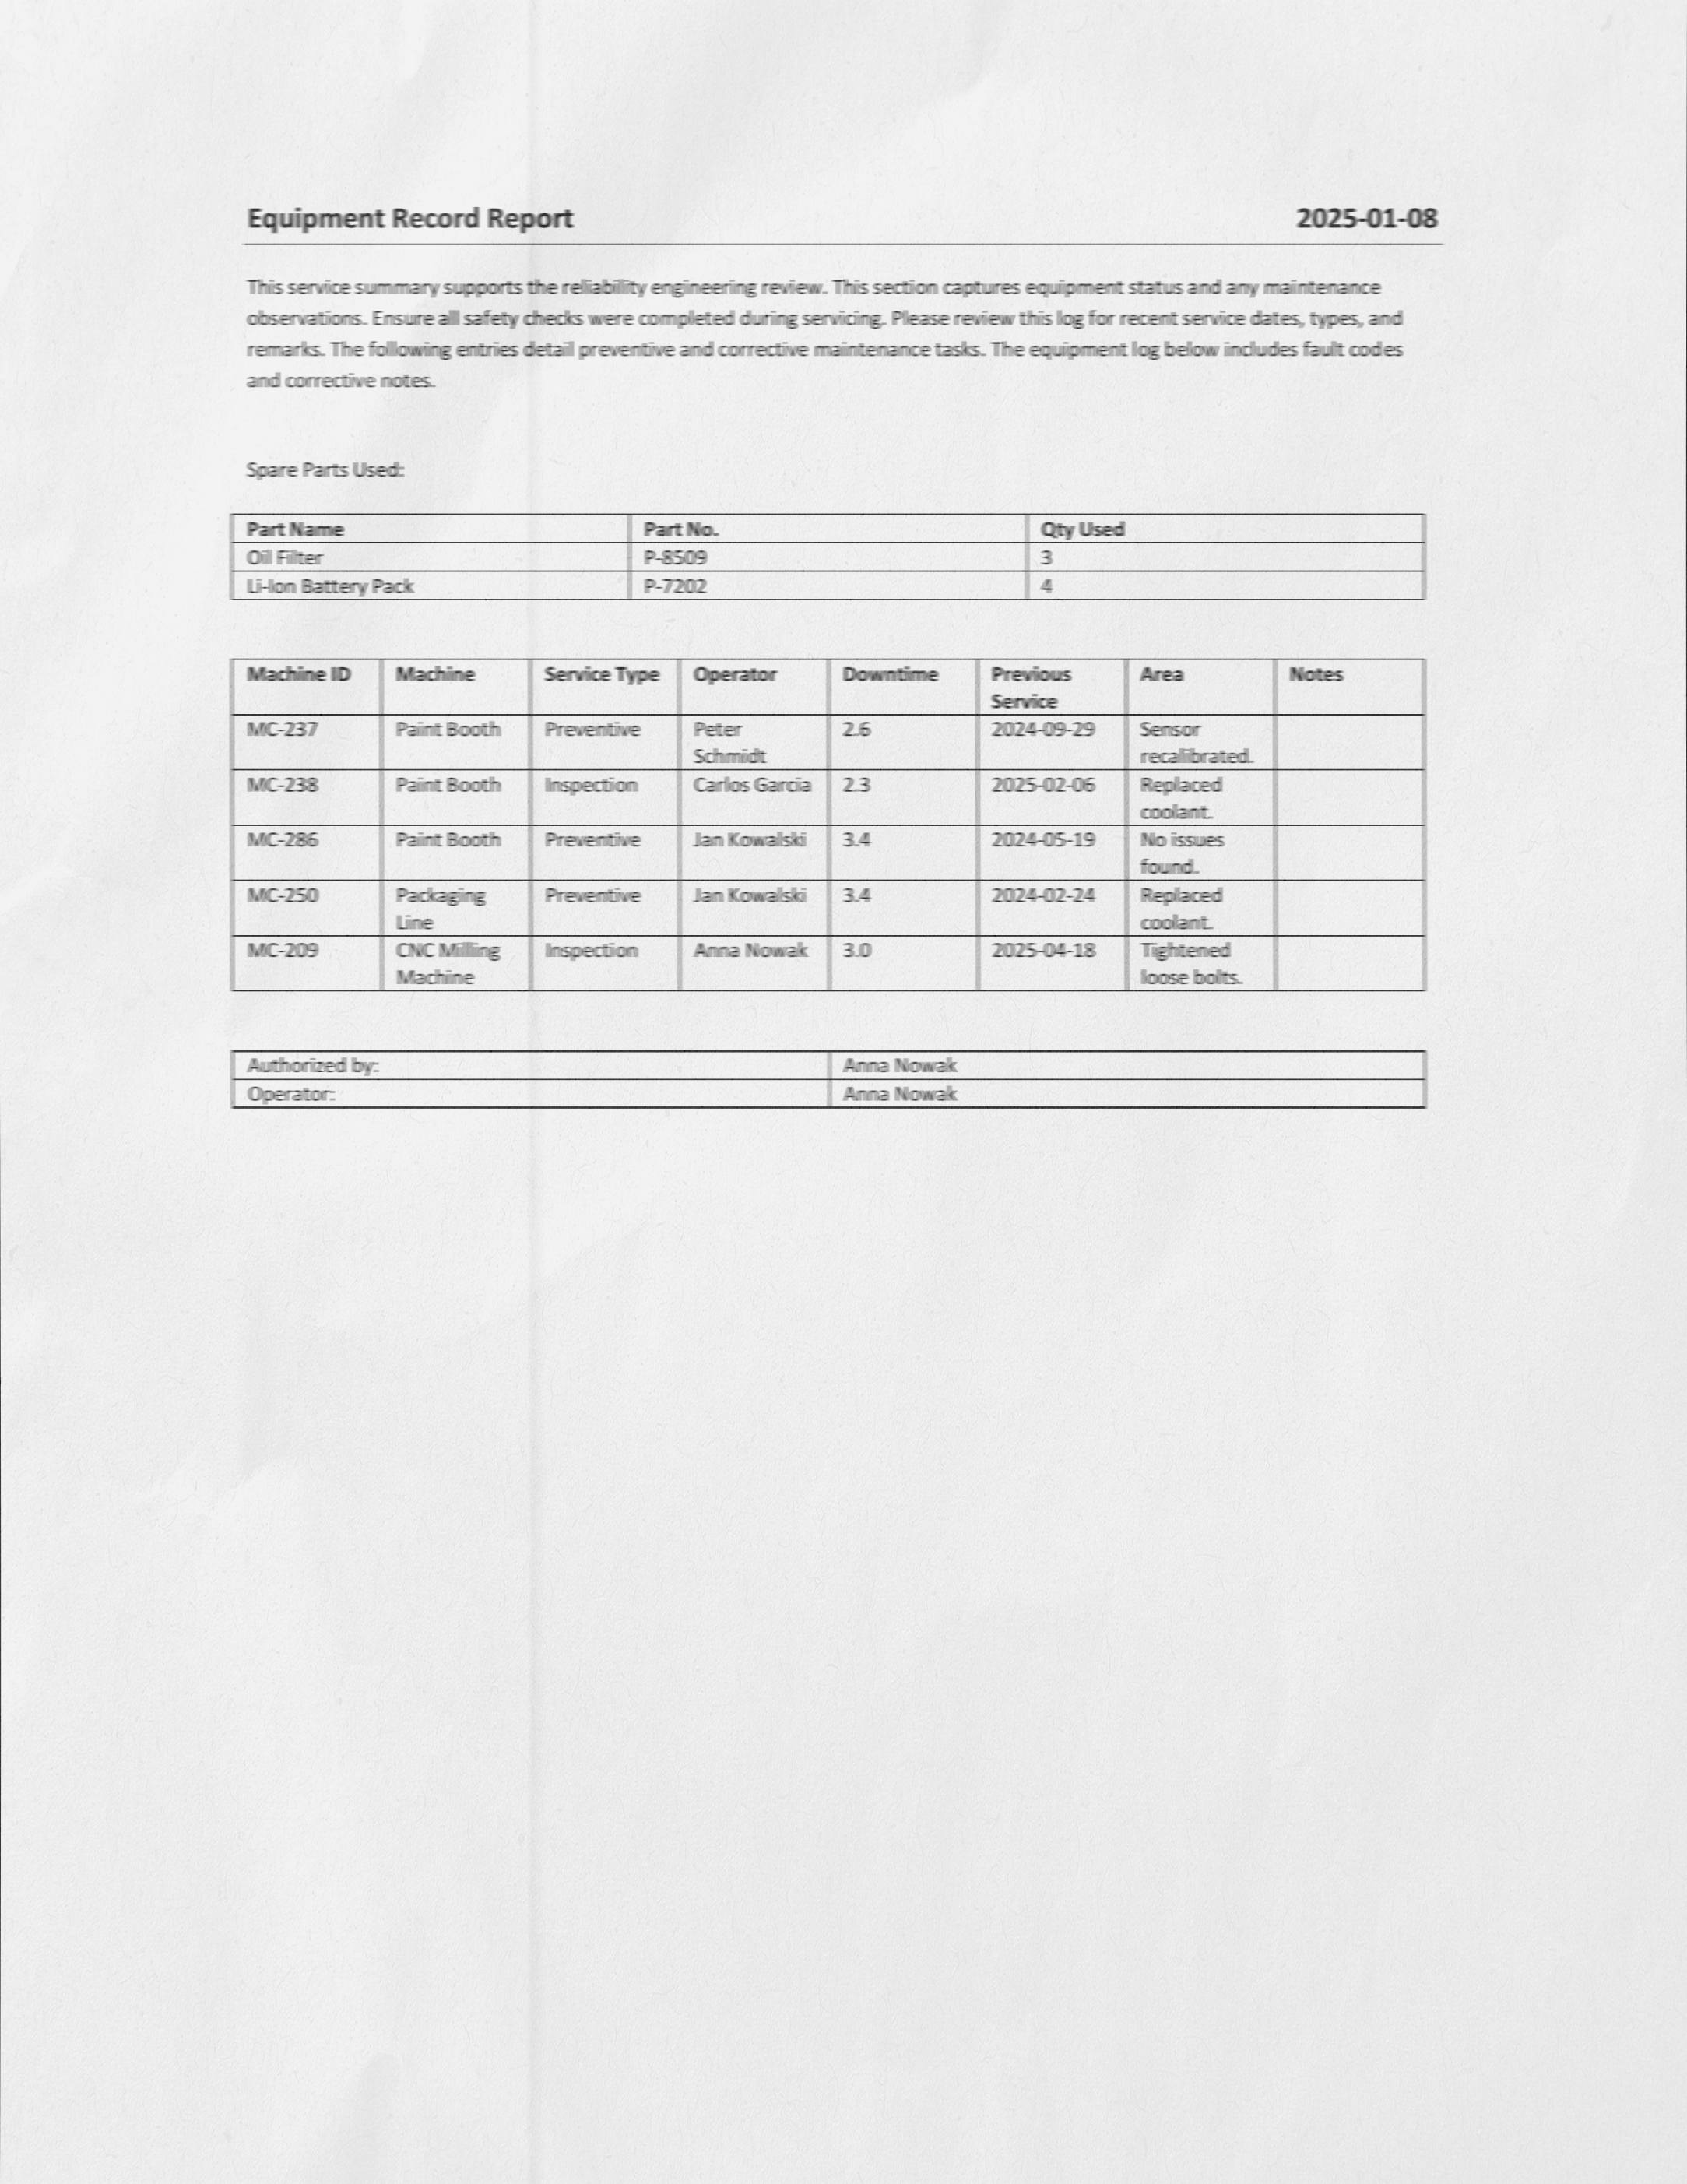 Equipment Record Report 2025-01-08
This service summary supports the reliability engineering review. This section captures equipment status and any maintenance
observations. Ensure all safety checks were completed during servicing. Please review this log for recent service dates, types, and
remarks. The following entries detail preventive and corrective maintenance tasks. The equipment log below includes fault codes
and corrective notes.
Spare Parts Used:
Part Name Part No. Qty Used
Oil Filter P-8509 3
Li-Ion Battery Pack P-7202 4
Machine ID Machine Service Type Operator Downtime Previous Area Notes
Service
MC-237 Paint Booth Preventive Peter 2.6 2024-09-29 Sensor
Schmidt recalibrated.
MC-238 Paint Booth Inspection Carlos Garcia 2.3 2025-02-06 Replaced
coolant.
MC-286 Paint Booth Preventive Jan Kowalski 3.4 2024-05-19 No issues
found.
MC-250 Packaging Preventive Jan Kowalski 3.4 2024-02-24 Replaced
Line coolant.
MC-209 CNC Milling Inspection Anna Nowak 3.0 2025-04-18 Tightened
Machine loose bolts.
Authorized by: Anna Nowak
Operator: Anna Nowak